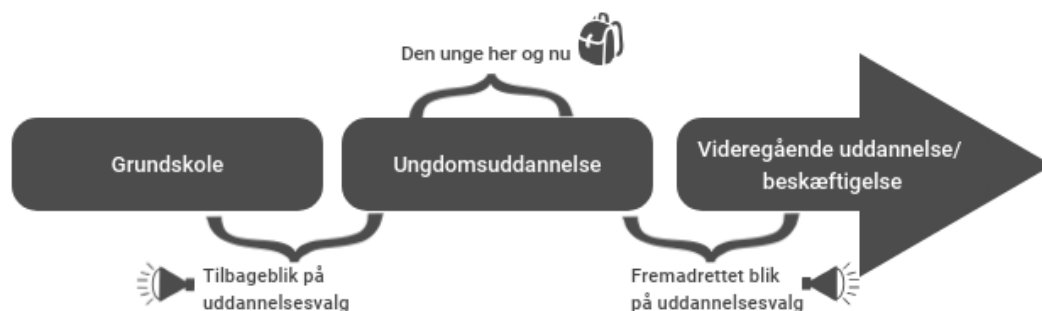 Den unge her og nu
Grundskole
Ungdomsuddannelse
Videregående uddannelse/
beskæftigelse
Tilbageblik på
uddannelsesvalg
Fremadrettet blik
på uddannelsesvalg